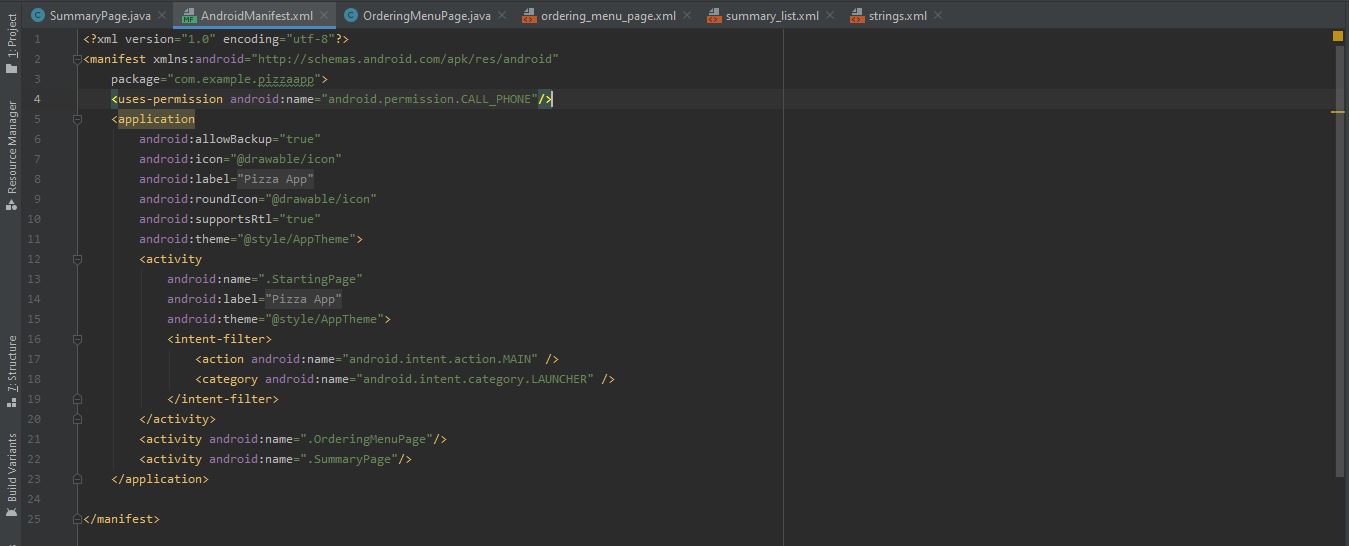 SummaryPage.java AndroidManifest.xml OrderingMenuPage.java ordering_menu_page.xml summary_list.xml strings.xml
1: Project
Resource Manager
7: Structure
Build Variants
1 <?xml version="1.0" encoding="utf-8"?>
2 <manifest xmlns:android="http://schemas.android.com/apk/res/android"
3 package="com.example.pizzaapp">
4 <uses-permission android:name="android.permission.CALL_PHONE"/>
5 <application
6 android:allowBackup="true"
7 android:icon="@drawable/icon"
8 android:label="Pizza App"
9 android:roundIcon="@drawable/icon"
10 android:supportsRtl="true"
11 android:theme="@style/AppTheme">
12 <activity
13 android:name=".StartingPage"
14 android:label="Pizza App"
15 android:theme="@style/AppTheme">
16 <intent-filter>
17 <action android:name="android.intent.action.MAIN" />
18 <category android:name="android.intent.category.LAUNCHER" />
19 </intent-filter>
20 </activity>
21 <activity android:name=".OrderingMenuPage"/>
22 <activity android:name=".SummaryPage"/>
23 </application>
24
25 </manifest>